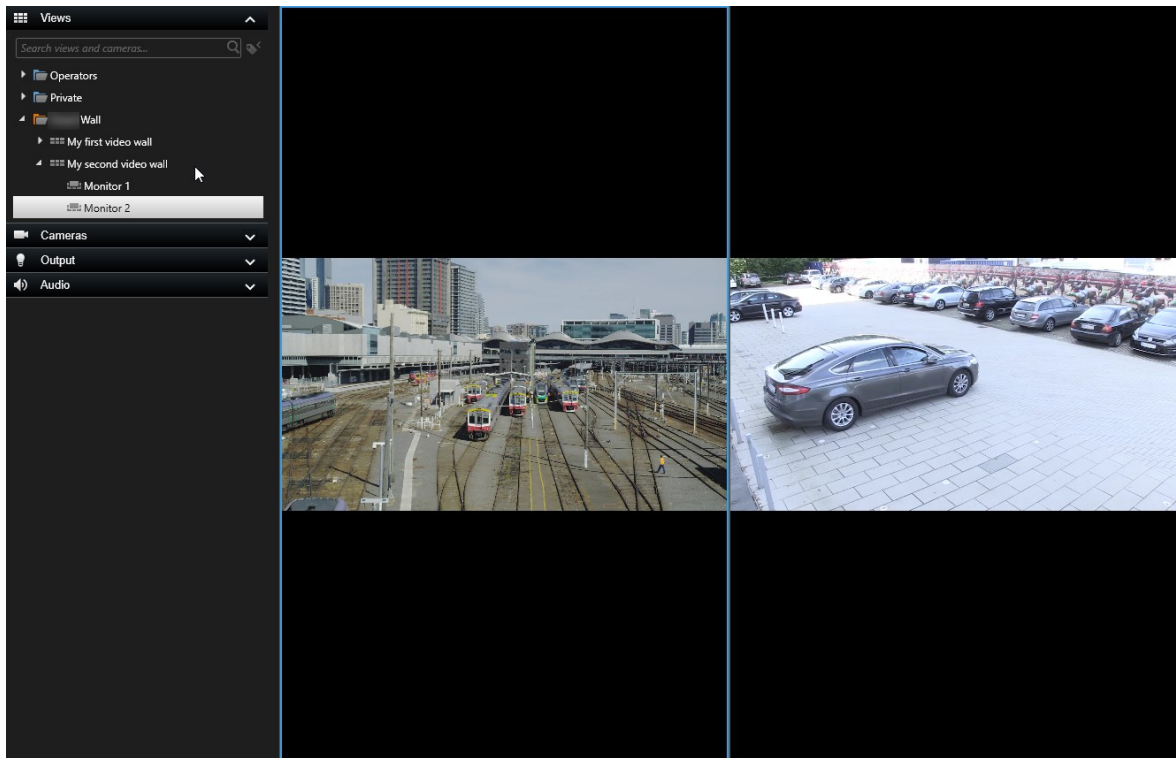 Views
Search views and cameras...
Operators
Private
Wall
My first video wall
My second video wall
Monitor 1
Monitor 2
Cameras
Output
Audio